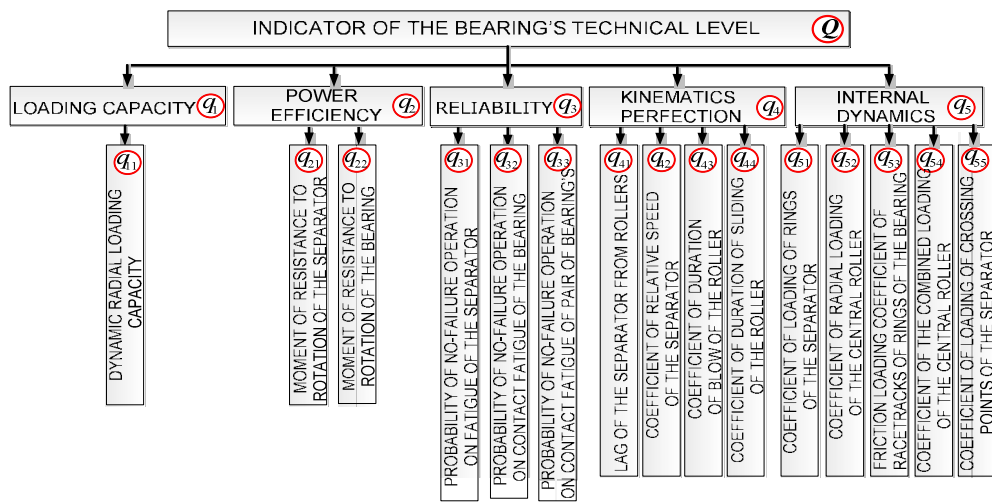 INDICATOR OF THE BEARING'S TECHNICAL LEVEL Q
LOADING CAPACITY q1
POWER
EFFICIENCY q2
RELIABILITY q3
KINEMATICS
PERFECTION q4
INTERNAL
DYNAMICS q5
q11
DYNAMIC RADIAL LOADING
CAPACITY
q21
MOMENT OF RESISTANCE TO
ROTATION OF THE SEPARATOR
q22
MOMENT OF RESISTANCE TO
ROTATION OF THE BEARING
q31
PROBABILITY OF NO-FAILURE OPERATION
ON FATIGUE OF THE SEPARATOR
q32
PROBABILITY OF NO-FAILURE OPERATION
ON CONTACT FATIGUE OF THE BEARING
q33
PROBABILITY OF NO-FAILURE OPERATION
ON CONTACT FATIGUE OF PAIR OF BEARING'S
q41
LAG OF THE SEPARATOR FROM ROLLERS
q42
COEFFICIENT OF RELATIVE SPEED
OF THE SEPARATOR
q43
COEFFICIENT OF DURATION
OF BLOW OF THE ROLLER
q44
COEFFICIENT OF DURATION OF SLIDING
OF THE ROLLER
q51
COEFFICIENT OF LOADING OF RINGS
OF THE SEPARATOR
q52
COEFFICIENT OF RADIAL LOADING
OF THE CENTRAL ROLLER
q53
FRICTION LOADING COEFFICIENT OF
RACETRACKS OF RINGS OF THE BEARING
q54
COEFFICIENT OF THE COMBINED LOADING
OF THE CENTRAL ROLLER
q55
COEFFICIENT OF LOADING OF CROSSING
POINTS OF THE SEPARATOR